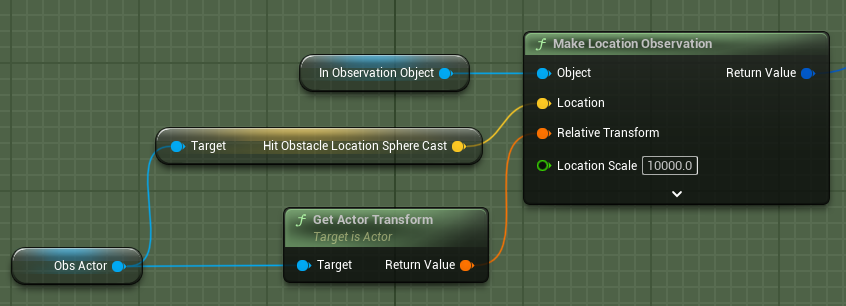 Make Location Observation
In Observation Object
Object
Return Value
Location
Relative Transform
Target
Hit Obstacle Location Sphere Cast
Location Scale
10000.0
Get Actor Transform
Target is Actor
Obs Actor
Target
Return Value